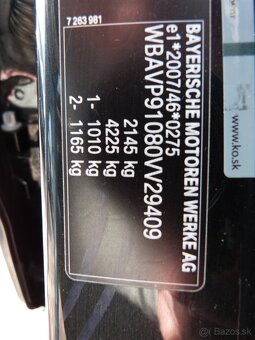 7 263 981
BAYERISCHE MOTOREN WERKE AG
e1*2007/46*0275
WBAVP91080VV29409
2145 kg
4225 kg
1- 1010 kg
2- 1165 kg
www.ko.sk
bazos.sk